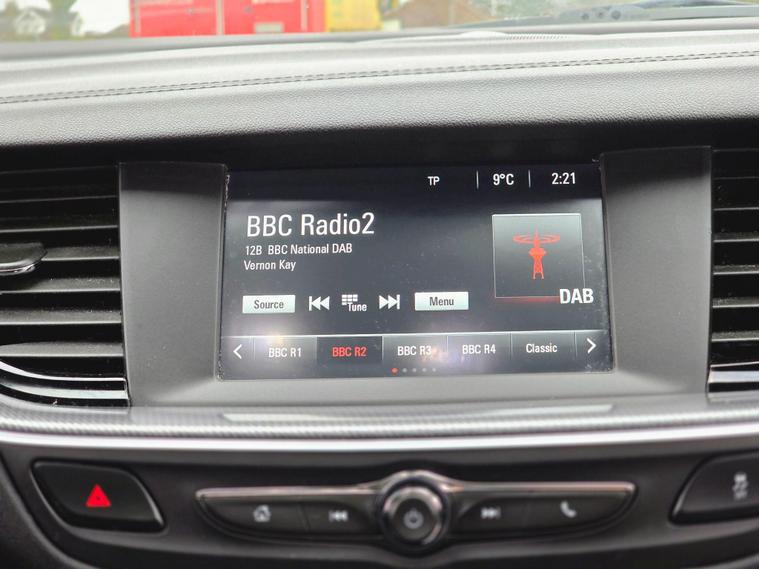 TP 9°C 2:21
BBC Radio2
12B BBC National DAB
Vernon Kay
DAB
Source Tune Menu
BBC R1 BBC R2 BBC R3 BBC R4 Classic